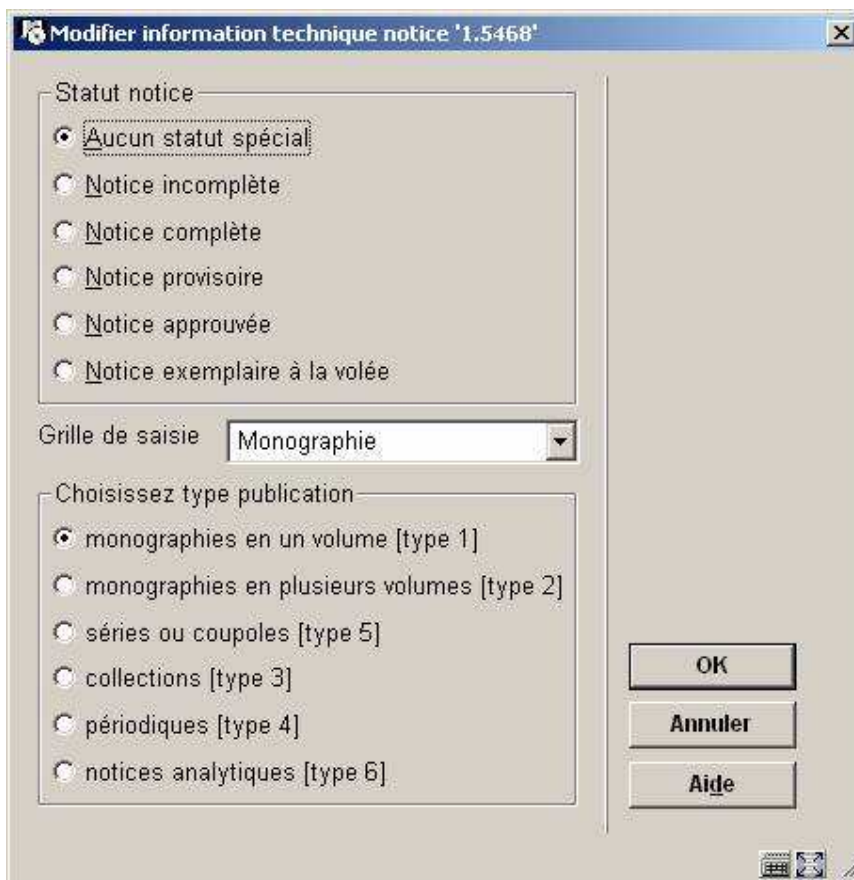 Modifier information technique notice '1.5468'
Statut notice
Aucun statut spécial
Notice incomplète
Notice complète
Notice provisoire
Notice approuvée
Notice exemplaire à la volée
Grille de saisie
Monographie
Choisissez type publication
monographies en un volume [type 1]
monographies en plusieurs volumes [type 2]
séries ou coupoles [type 5]
collections [type 3]
périodiques [type 4]
notices analytiques [type 6]
OK
Annuler
Aide